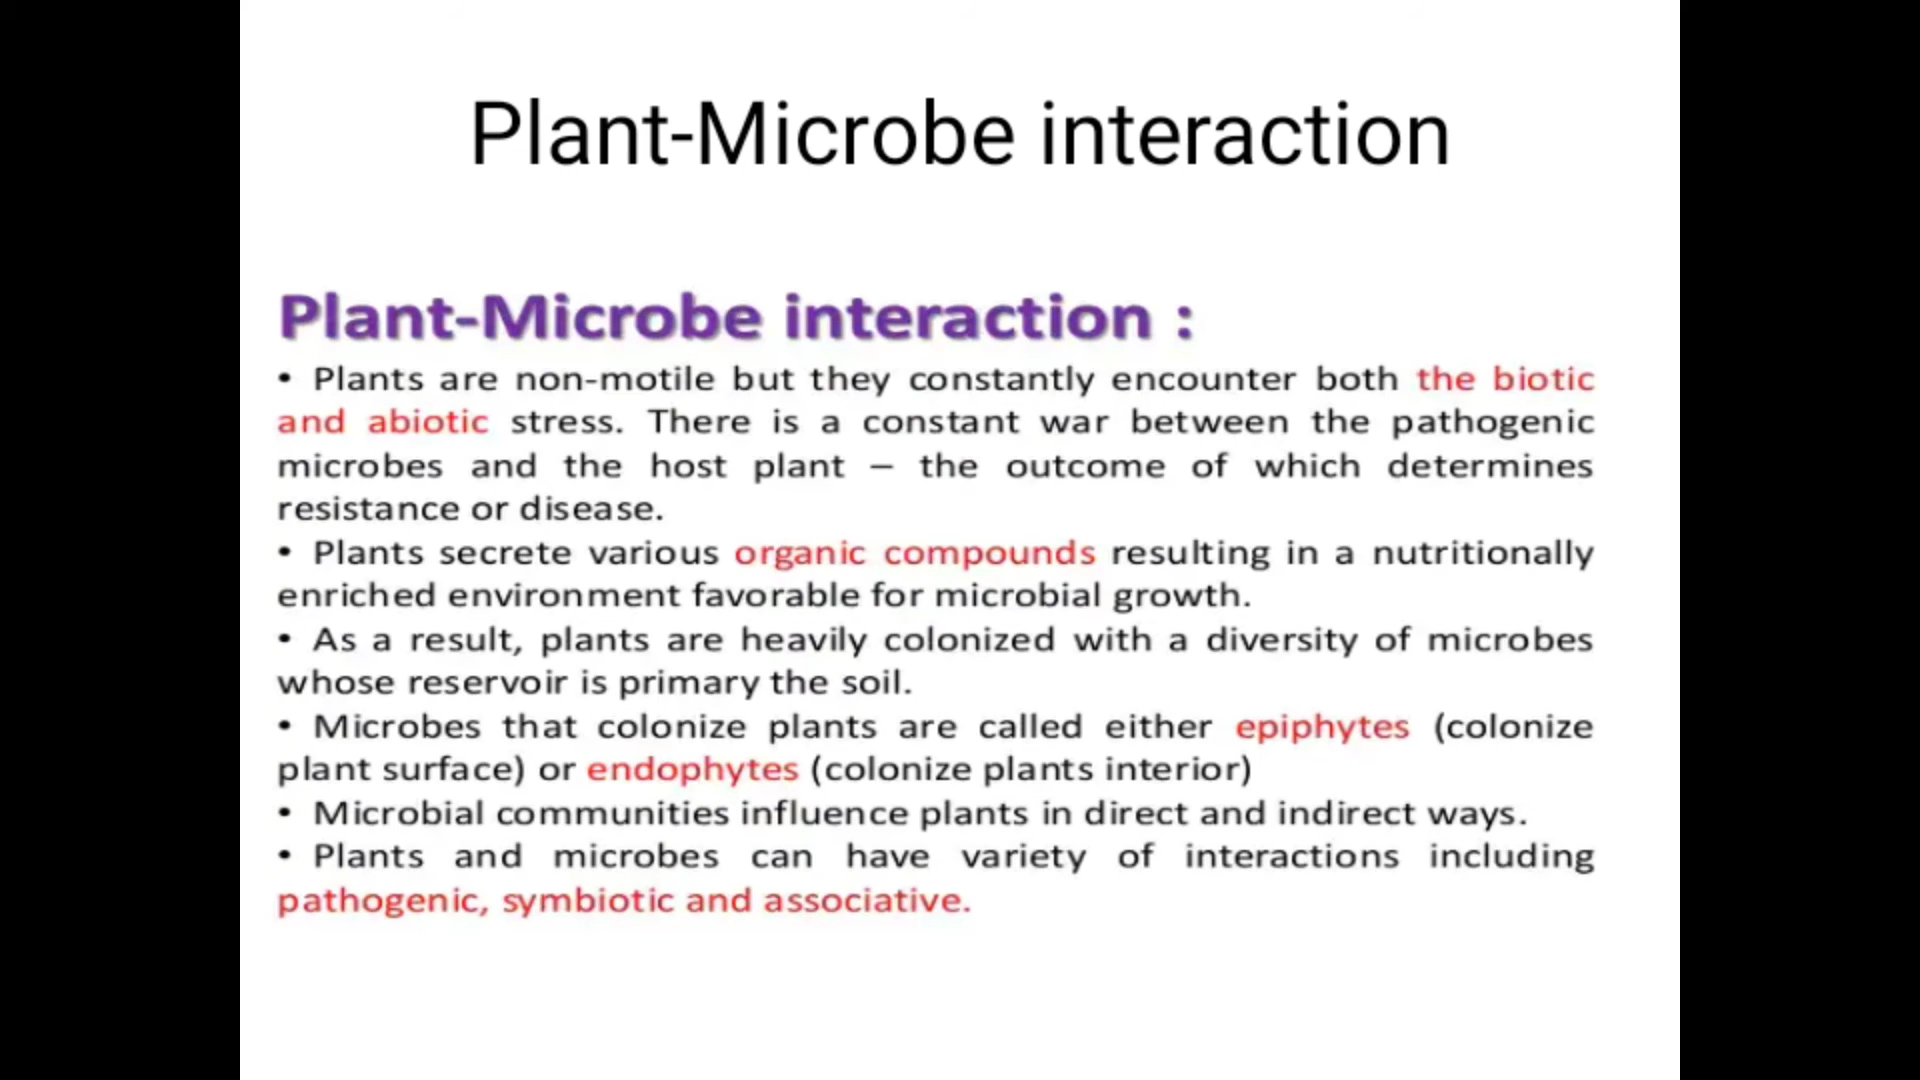 Plant-Microbe interaction
Plant-Microbe interaction :
• Plants are non-motile but they constantly encounter both the biotic
and abiotic stress. There is a constant war between the pathogenic
microbes and the host plant – the outcome of which determines
resistance or disease.
• Plants secrete various organic compounds resulting in a nutritionally
enriched environment favorable for microbial growth.
• As a result, plants are heavily colonized with a diversity of microbes
whose reservoir is primary the soil.
• Microbes that colonize plants are called either epiphytes (colonize
plant surface) or endophytes (colonize plants interior)
• Microbial communities influence plants in direct and indirect ways.
• Plants and microbes can have variety of interactions including
pathogenic, symbiotic and associative.